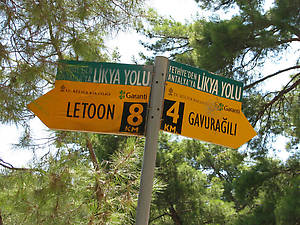 LİKYA YOLU
Garanti
LETOON
8
KM
FETHİYE'DEN
ANTALYA'YA
LİKYA YOLU
Garanti
4
KM
GAVURAĞILI